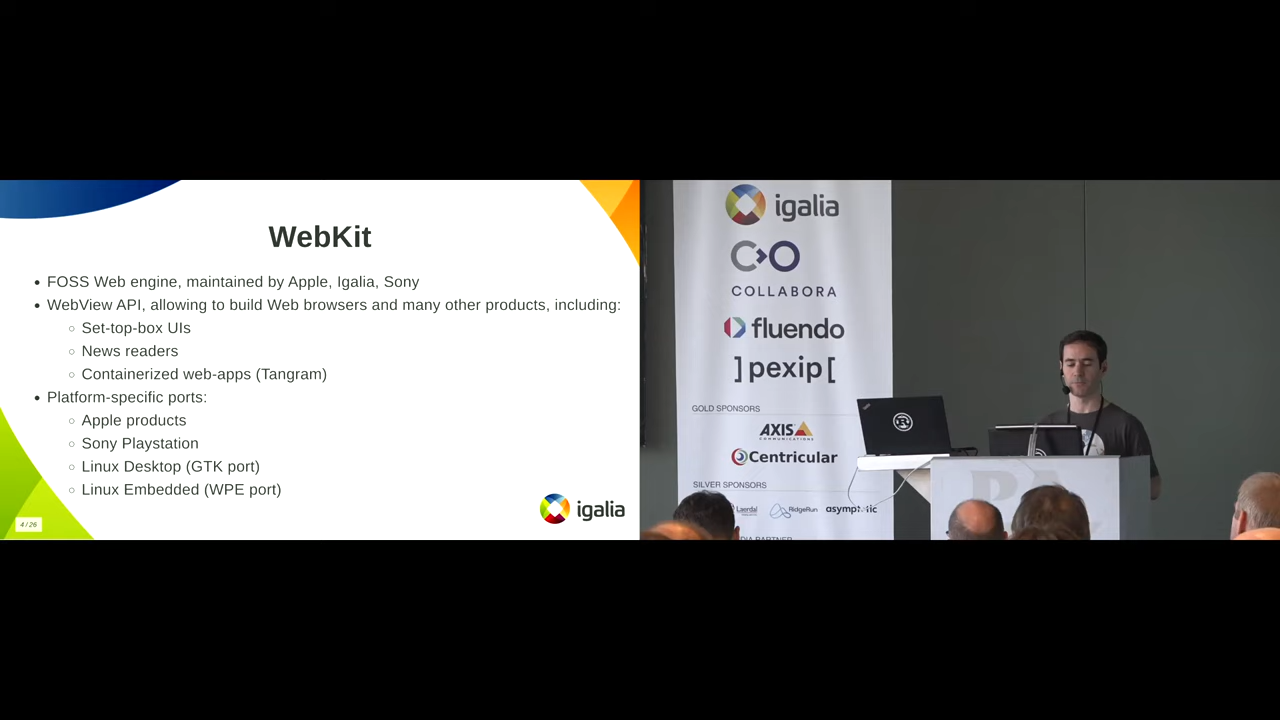 WebKit
FOSS Web engine, maintained by Apple, Igalia, Sony
WebView API, allowing to build Web browsers and many other products, including:
Set-top-box UIs
News readers
Containerized web-apps (Tangram)
Platform-specific ports:
Apple products
Sony Playstation
Linux Desktop (GTK port)
Linux Embedded (WPE port)
4 / 26
igalia
igalia
COLLABORA
fluendo
]pexip[
GOLD SPONSORS
AXIS
COMMUNICATIONS
Centricular
SILVER SPONSORS
Laerdal RidgeRun asymptotic